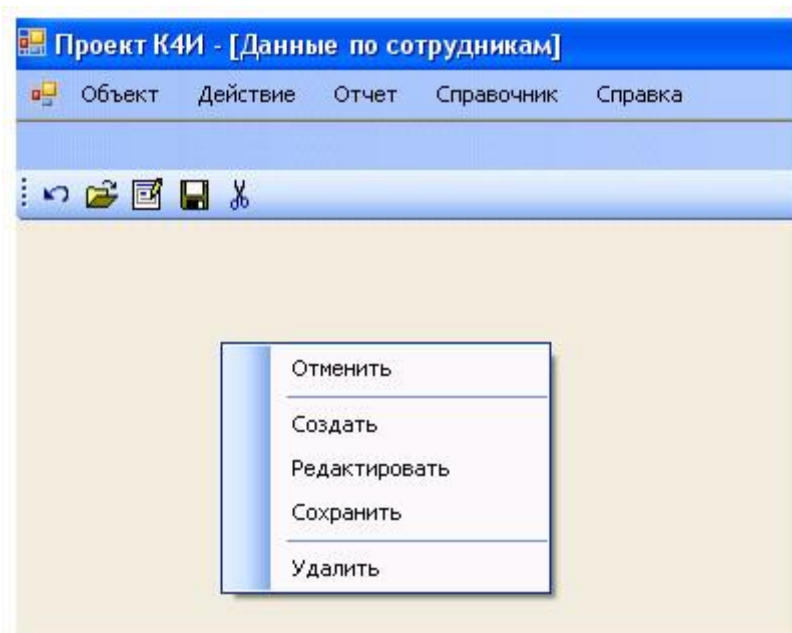 Проект К4И - [Данные по сотрудникам]
Объект Действие Отчет Справочник Справка
Отменить
Создать
Редактировать
Сохранить
Удалить